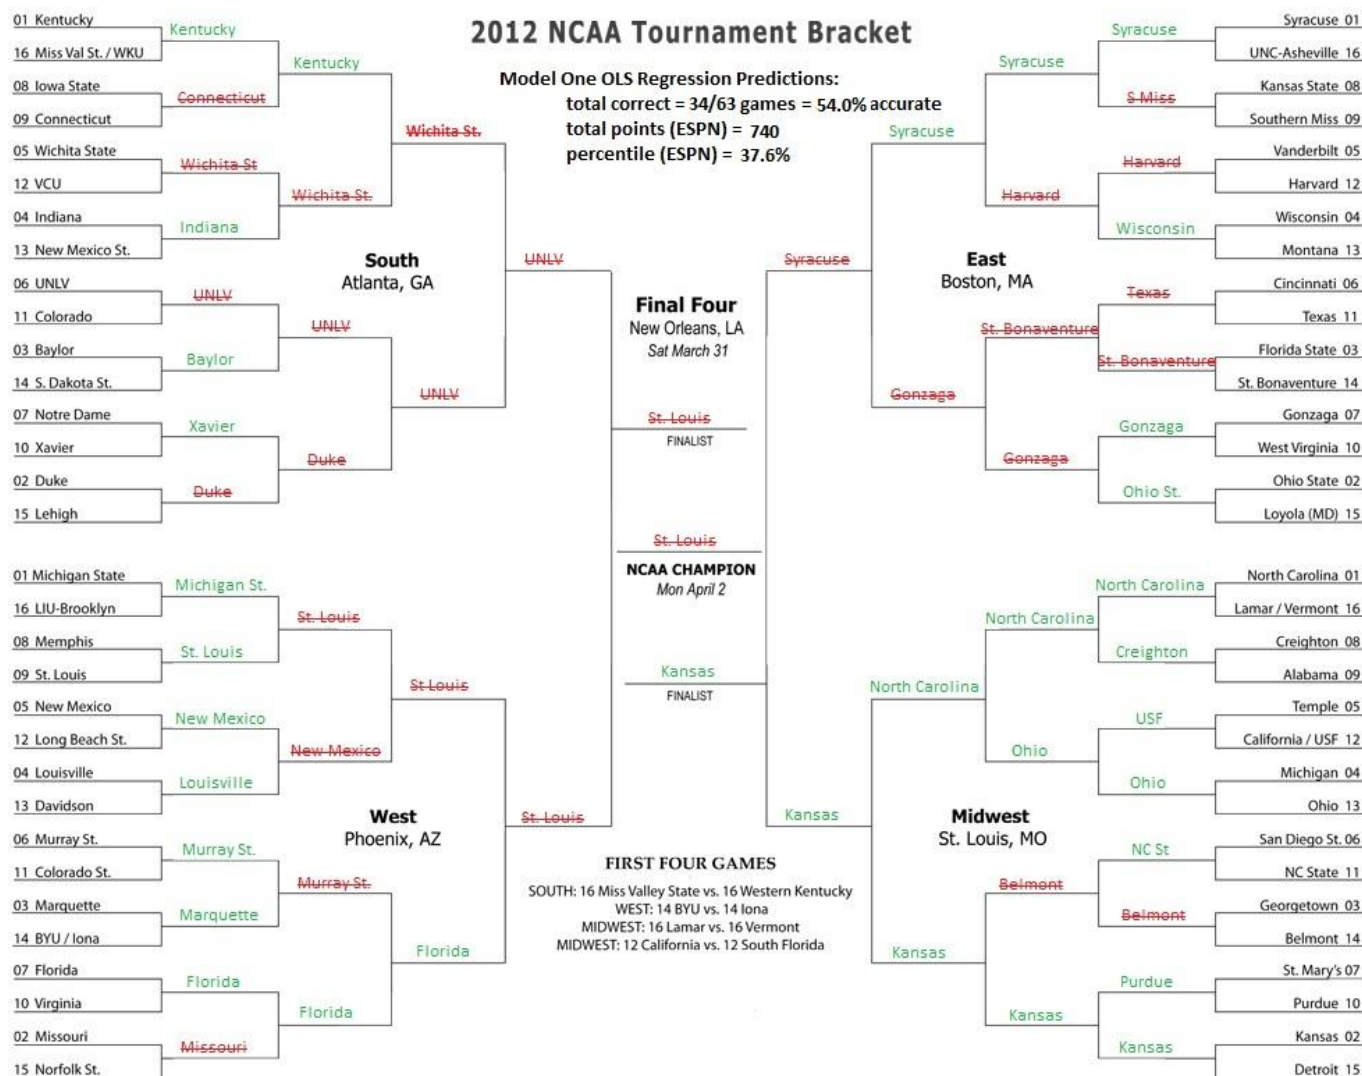 2012 NCAA Tournament Bracket
Model One OLS Regression Predictions:
total correct = 34/63 games = 54.0% accurate
total points (ESPN) = 740
percentile (ESPN) = 37.6%
01 Kentucky
16 Miss Val St. / WKU
08 Iowa State
09 Connecticut
05 Wichita State
12 VCU
04 Indiana
13 New Mexico St.
06 UNLV
11 Colorado
03 Baylor
14 S. Dakota St.
07 Notre Dame
10 Xavier
02 Duke
15 Lehigh
Kentucky
Connecticut
Wichita St
Indiana
UNLV
Baylor
Xavier
Duke
Kentucky
Wichita St.
UNLV
Duke
Wichita St.
UNLV
UNLV
South
Atlanta, GA
01 Michigan State
16 LIU-Brooklyn
08 Memphis
09 St. Louis
05 New Mexico
12 Long Beach St.
04 Louisville
13 Davidson
06 Murray St.
11 Colorado St.
03 Marquette
14 BYU / Iona
07 Florida
10 Virginia
02 Missouri
15 Norfolk St.
Michigan St.
St. Louis
New Mexico
Louisville
Murray St.
Marquette
Florida
Missouri
St. Louis
New Mexico
Murray St.
Florida
St Louis
Florida
St. Louis
West
Phoenix, AZ
Final Four
New Orleans, LA
Sat March 31
St. Louis
FINALIST
St. Louis
NCAA CHAMPION
Mon April 2
Kansas
FINALIST
FIRST FOUR GAMES
SOUTH: 16 Miss Valley State vs. 16 Western Kentucky
WEST: 14 BYU vs. 14 Iona
MIDWEST: 16 Lamar vs. 16 Vermont
MIDWEST: 12 California vs. 12 South Florida
Syracuse 01
UNC-Asheville 16
Kansas State 08
Southern Miss 09
Vanderbilt 05
Harvard 12
Wisconsin 04
Montana 13
Cincinnati 06
Texas 11
Florida State 03
St. Bonaventure 14
Gonzaga 07
West Virginia 10
Ohio State 02
Loyola (MD) 15
Syracuse
S Miss
Harvard
Wisconsin
Texas
St. Bonaventure
Gonzaga
Ohio St.
Syracuse
Harvard
St. Bonaventure
Gonzaga
Syracuse
Gonzaga
Syracuse
East
Boston, MA
North Carolina 01
Lamar / Vermont 16
Creighton 08
Alabama 09
Temple 05
California / USF 12
Michigan 04
Ohio 13
San Diego St. 06
NC State 11
Georgetown 03
Belmont 14
St. Mary's 07
Purdue 10
Kansas 02
Detroit 15
North Carolina
Creighton
USF
Ohio
NC St
Belmont
Purdue
Kansas
North Carolina
Ohio
Belmont
Kansas
North Carolina
Kansas
Kansas
Midwest
St. Louis, MO